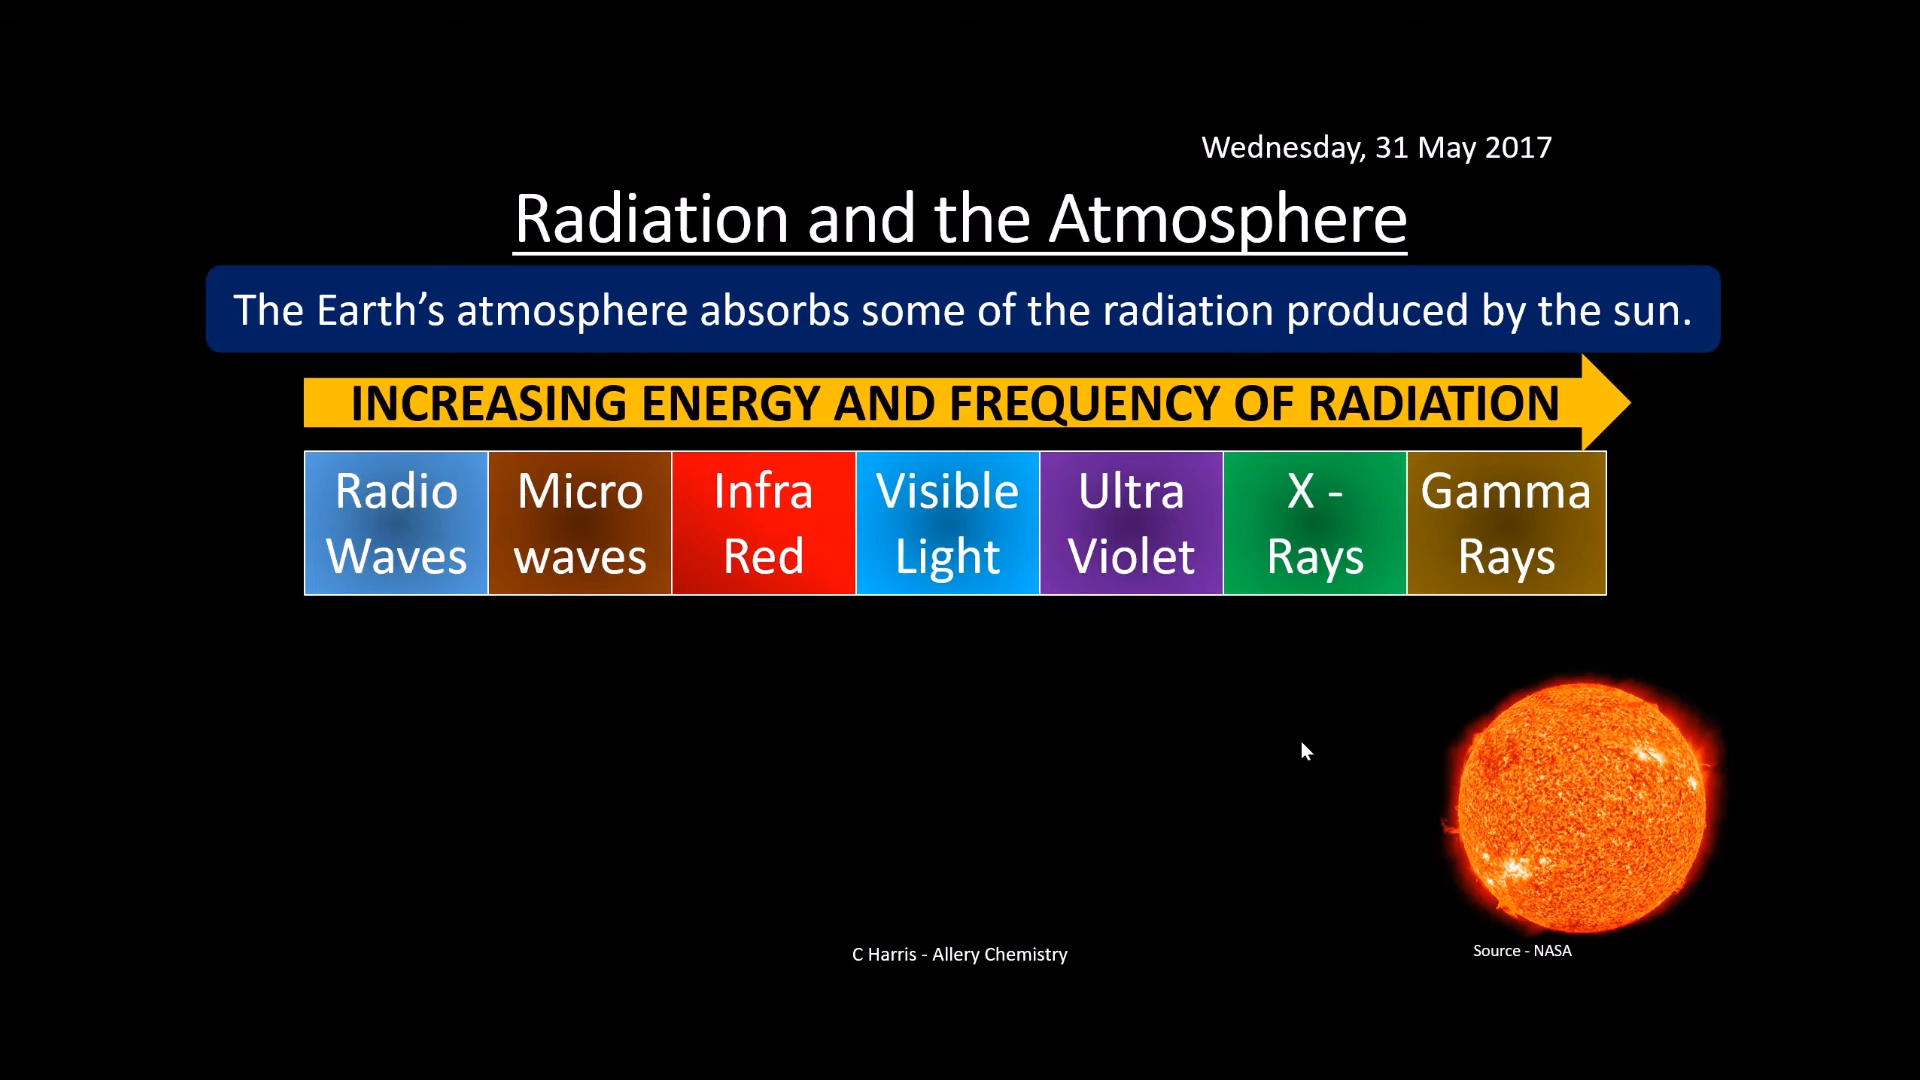 Wednesday, 31 May 2017
Radiation and the Atmosphere
The Earth’s atmosphere absorbs some of the radiation produced by the sun.
INCREASING ENERGY AND FREQUENCY OF RADIATION
Radio
Waves
Micro
waves
Infra
Red
Visible
Light
Ultra
Violet
X -
Rays
Gamma
Rays
C Harris - Allery Chemistry
Source - NASA